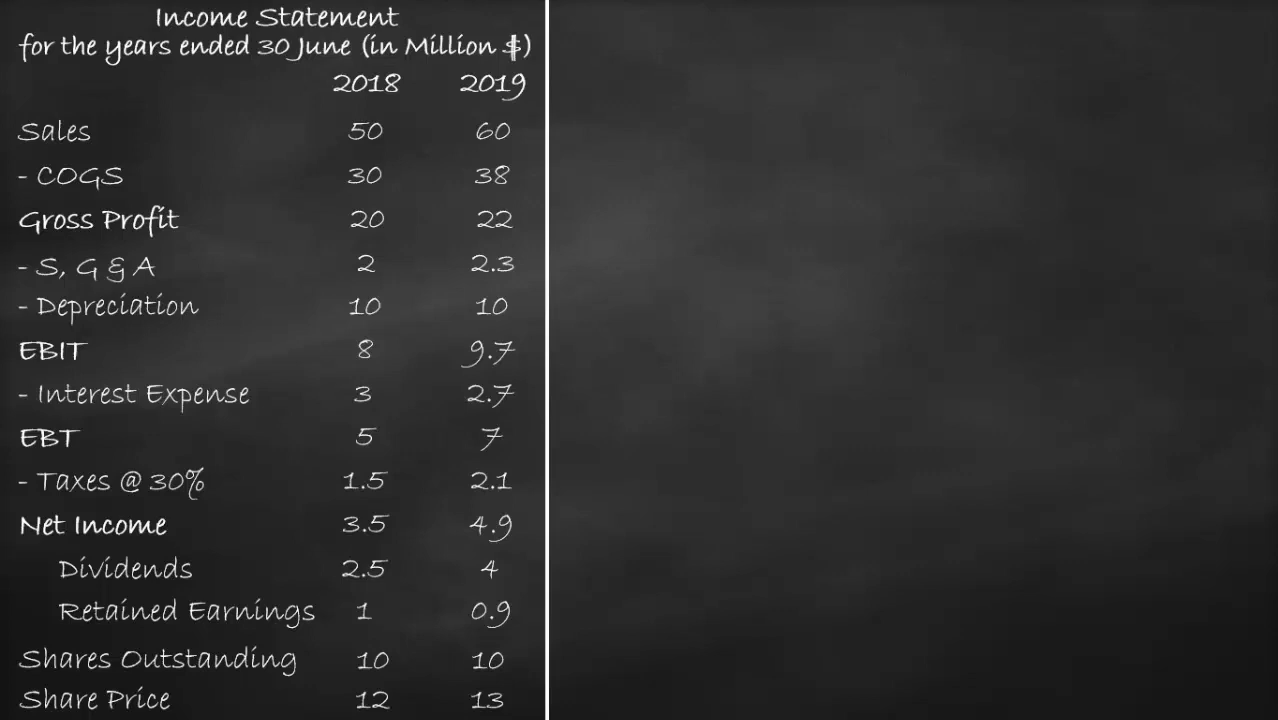 Income Statement
for the years ended 30 June (in Million $)
2018 2019
Sales 50 60
- COGS 30 38
Gross Profit 20 22
- S, G & A 2 2.3
- Depreciation 10 10
EBIT 8 9.7
- Interest Expense 3 2.7
EBT 5 7
- Taxes @ 30% 1.5 2.1
Net Income 3.5 4.9
Dividends 2.5 4
Retained Earnings 1 0.9
Shares Outstanding 10 10
Share Price 12 13